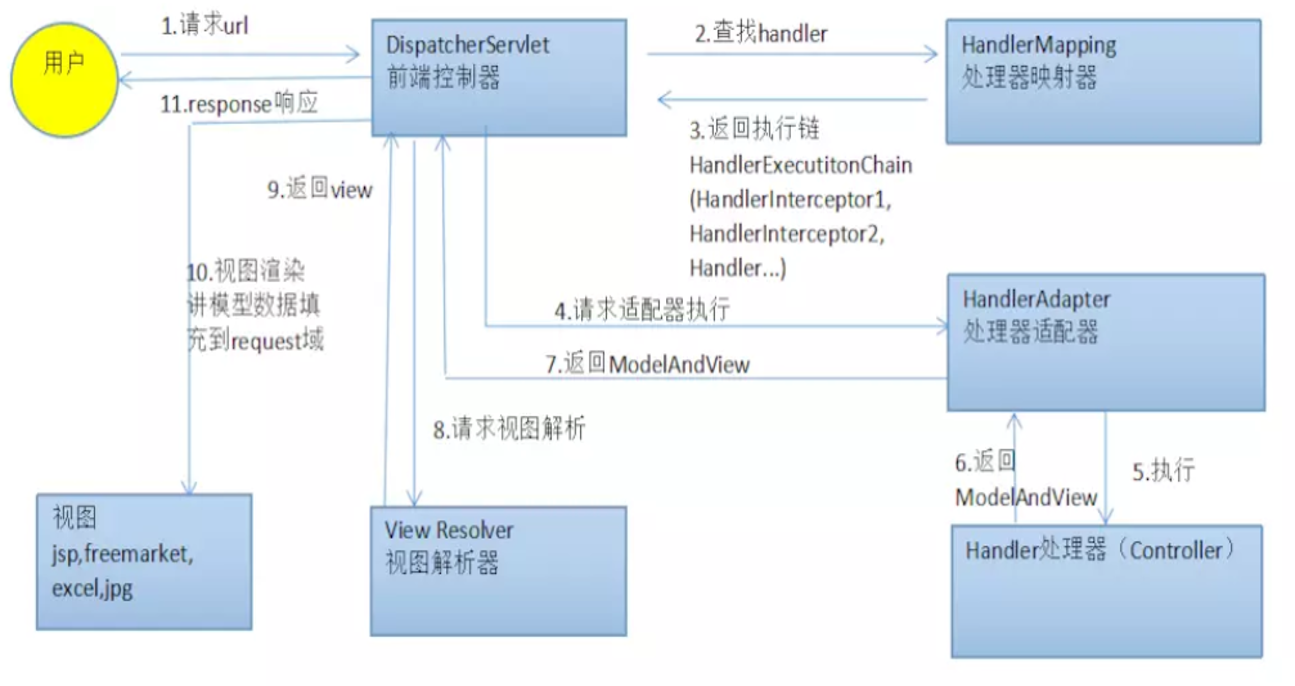 1.请求url
用户
DispatcherServlet
前端控制器
2.查找handler
HandlerMapping
处理器映射器
11.response响应
3.返回执行链
HandlerExecutitonChain
(HandlerInterceptor1,
HandlerInterceptor2,
Handler...)
9.返回view
10.视图渲染
讲模型数据填
充到request域
4.请求适配器执行
HandlerAdapter
处理器适配器
7.返回ModelAndView
8.请求视图解析
6.返回
ModelAndView
5.执行
视图
jsp,freemarket,
excel,jpg
View Resolver
视图解析器
Handler处理器（Controller）